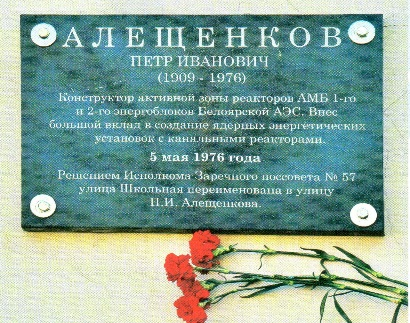 АЛЕЩЕНКОВ
ПЕТР ИВАНОВИЧ
(1909 - 1976)
Конструктор активной зоны реакторов АМБ 1-го
и 2-го энергоблоков Белоярской АЭС. Внес
большой вклад в создание ядерных энергетических
установок с канальными реакторами.
5 мая 1976 года
Решением Исполкома Заречного поссовета № 57
улица Школьная переименована в улицу
П.И. Алещенкова.